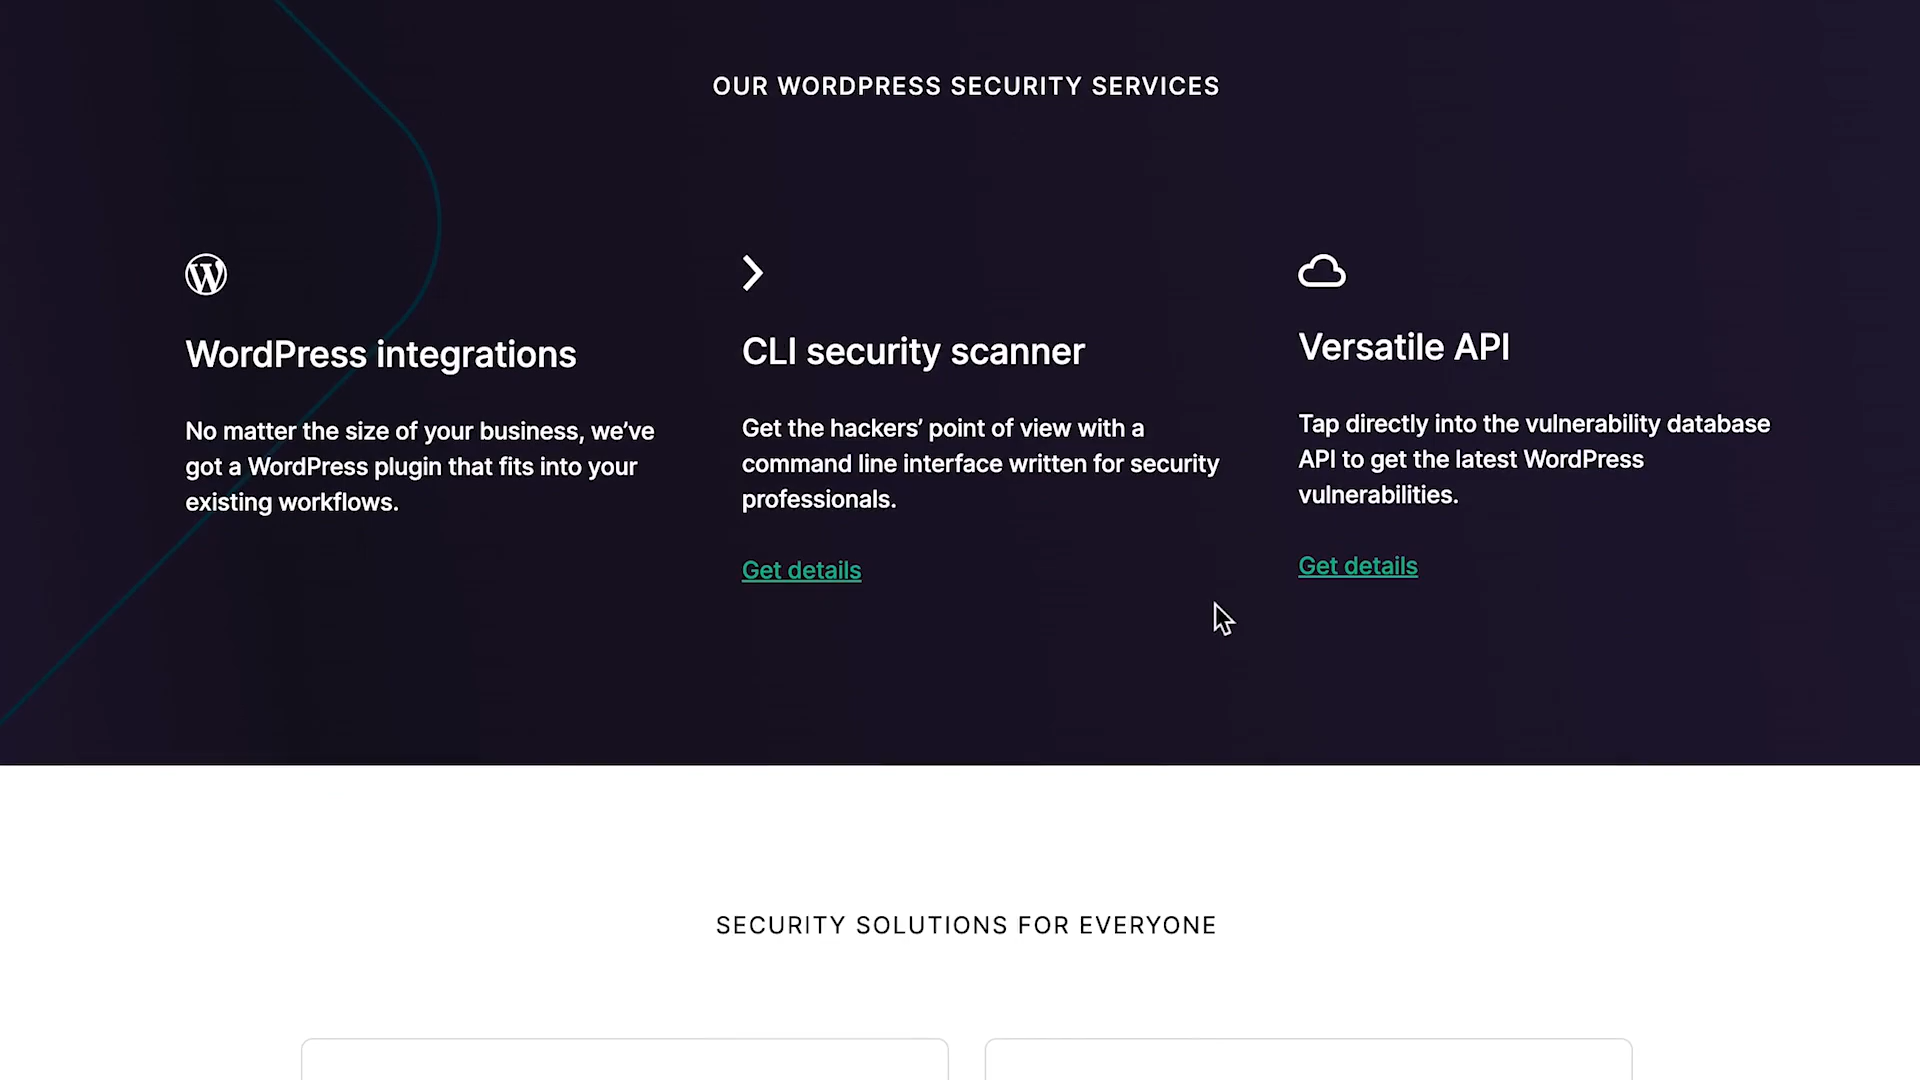 OUR WORDPRESS SECURITY SERVICES
WordPress integrations
No matter the size of your business, we’ve
got a WordPress plugin that fits into your
existing workflows.
CLI security scanner
Get the hackers’ point of view with a
command line interface written for security
professionals.
Get details
Versatile API
Tap directly into the vulnerability database
API to get the latest WordPress
vulnerabilities.
Get details
SECURITY SOLUTIONS FOR EVERYONE